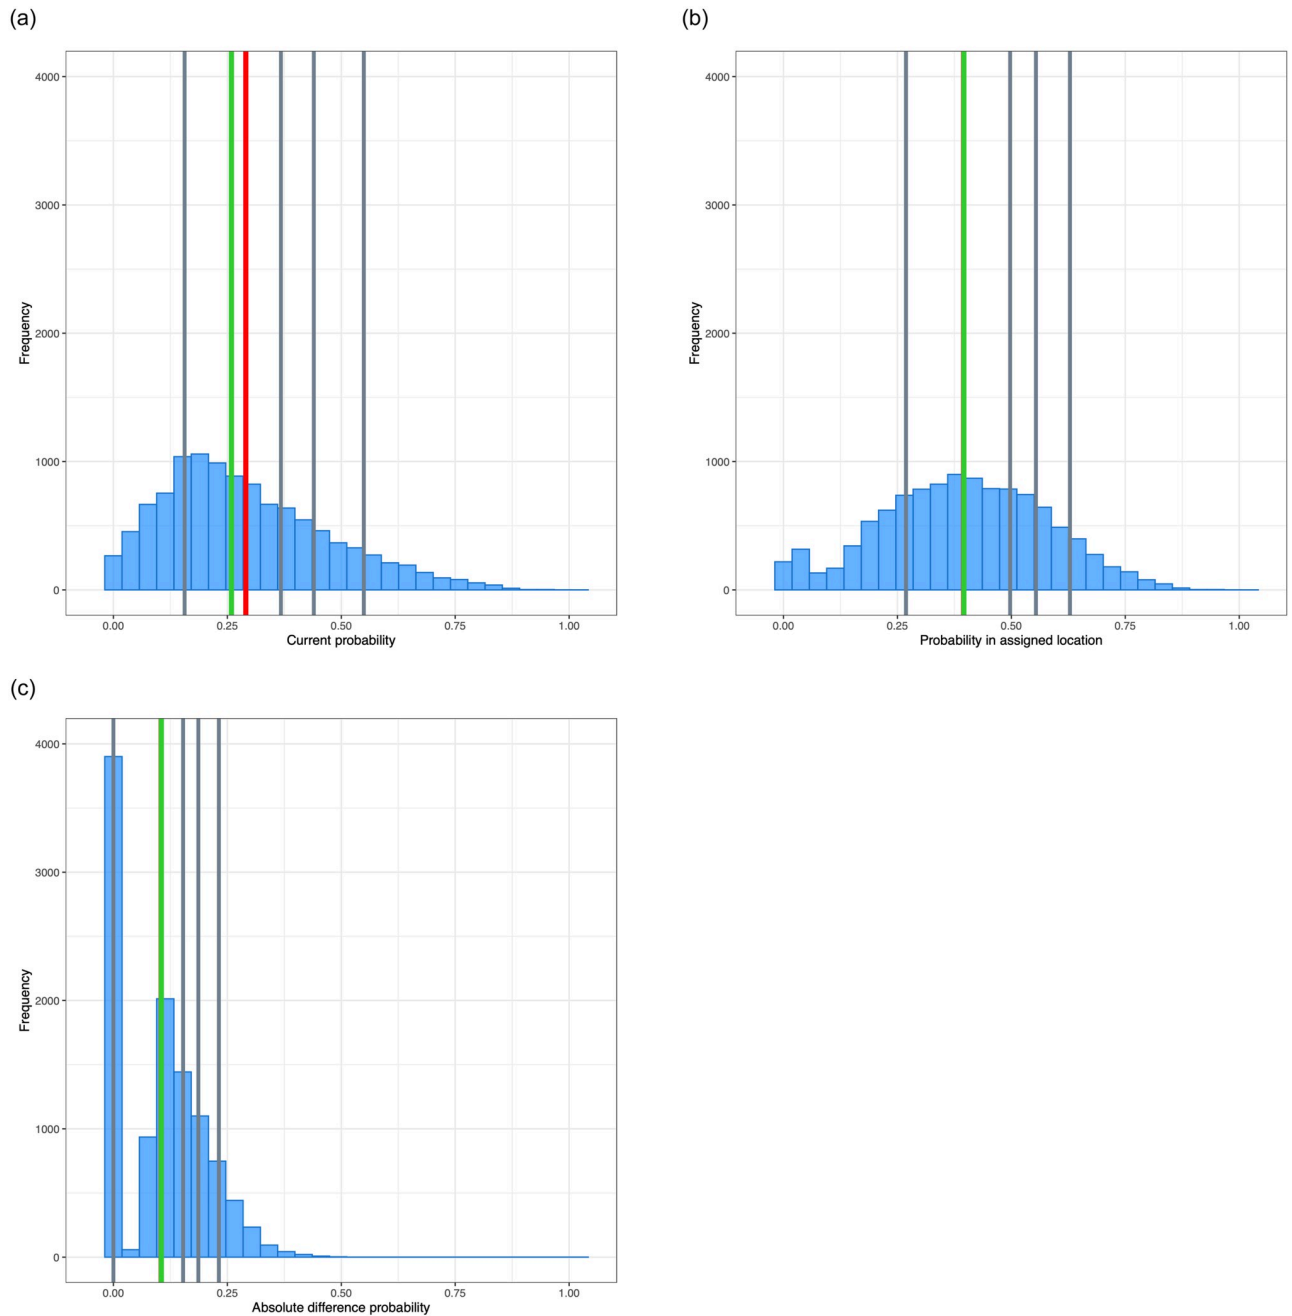 (a)
(b)
4000
3000
2000
1000
0
Frequency
0.00 0.25 0.50 0.75 1.00
Current probability
4000
3000
2000
1000
0
Frequency
0.00 0.25 0.50 0.75 1.00
Probability in assigned location
(c)
4000
3000
2000
1000
0
Frequency
0.00 0.25 0.50 0.75 1.00
Absolute difference probability